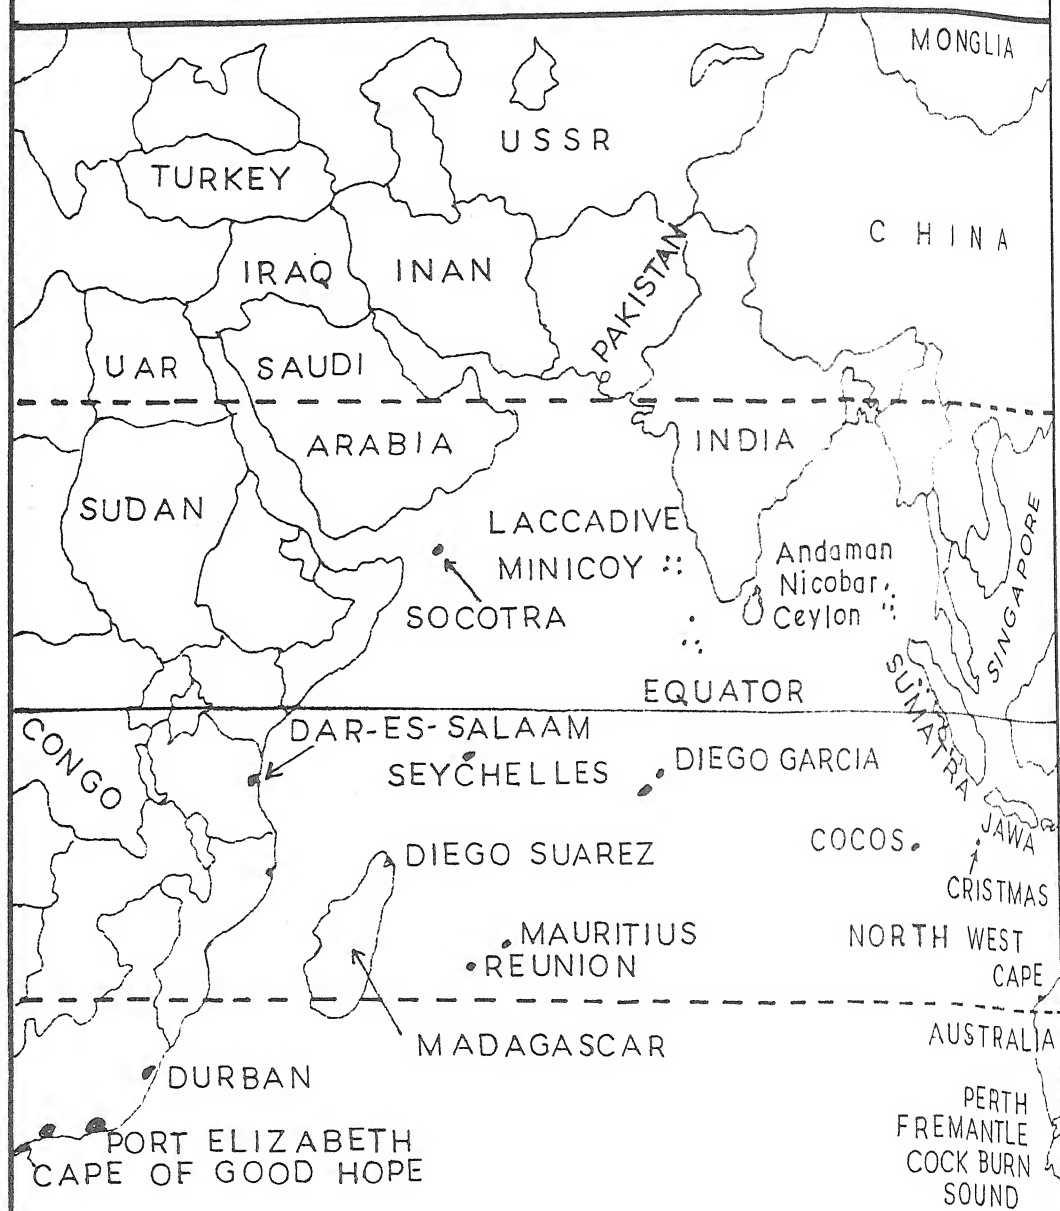 MONGLIA
USSR
TURKEY
CHINA
IRAQ
INAN
PAKISTAN
UAR
SAUDI
ARABIA
INDIA
SUDAN
LACCADIVE
MINICOY
Andaman
Nicobar
Ceylon
SINGAPORE
SOCOTRA
SUMATRA
EQUATOR
CONGO
DAR-ES-SALAAM
SEYCHELLES
DIEGO GARCIA
COCOS
JAWA
DIEGO SUAREZ
CRISTMAS
MAURITIUS
REUNION
NORTH WEST
CAPE
MADAGASCAR
AUSTRALIA
DURBAN
PERTH
FREMANTLE
COCK BURN
SOUND
PORT ELIZABETH
CAPE OF GOOD HOPE